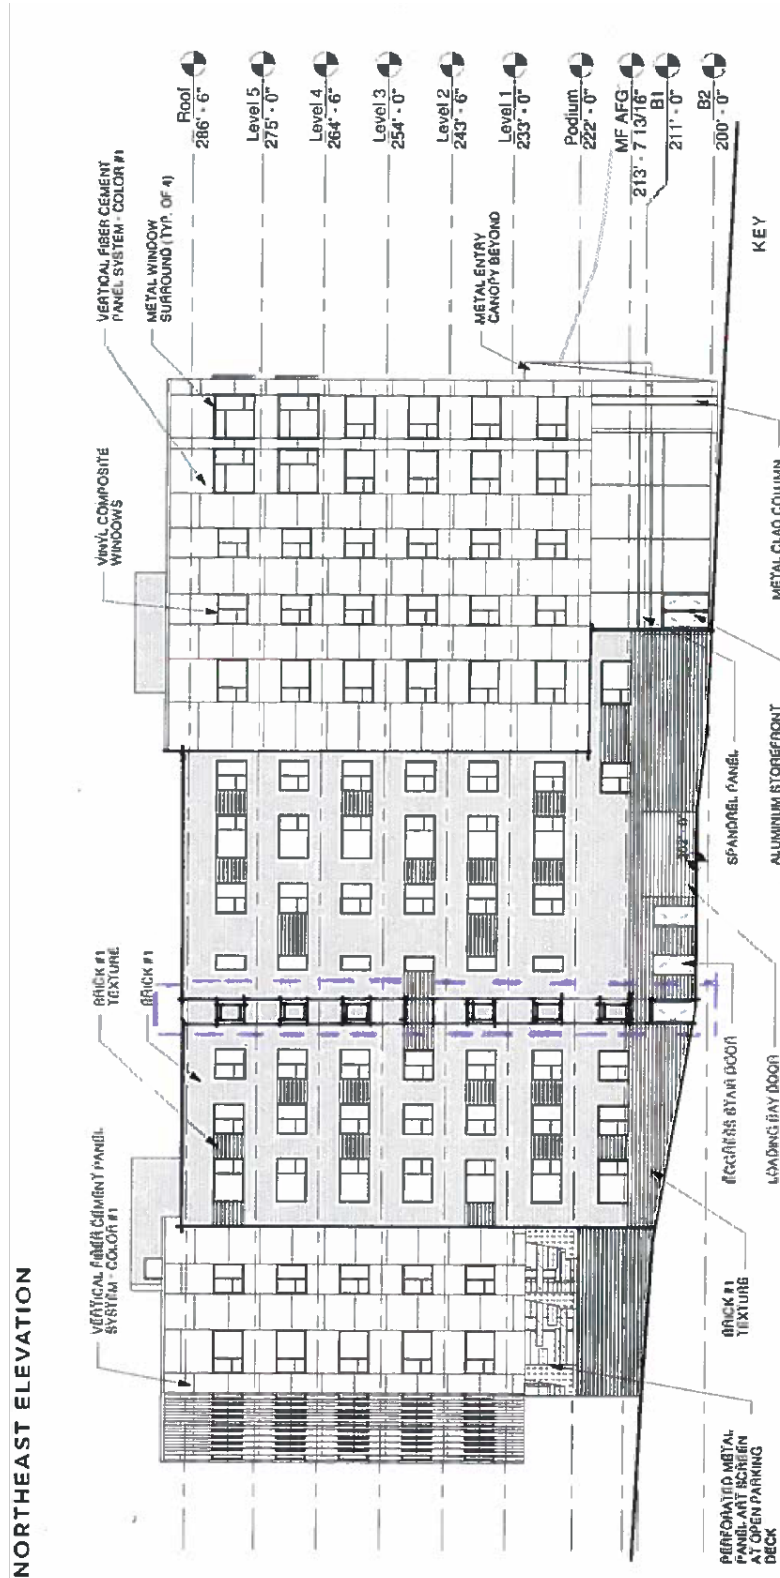 NORTHEAST ELEVATION
Roof
286' - 6"
Level 5
275' - 0"
Level 4
264' - 6"
Level 3
254' - 0"
Level 2
243' - 6"
Level 1
233' - 0"
Podium
222' - 0"
MF AFG
213' - 7 13/16"
B1
211' - 0"
B2
200' - 0"
VERTICAL FIBER CEMENT
PANEL SYSTEM - COLOR #1
METAL WINDOW
SURROUND (TYP. OF 4)
VINYL COMPOSITE
WINDOWS
METAL ENTRY
CANOPY BEYOND
BRICK #1
TEXTURE
BRICK #1
VERTICAL FIBER CEMENT PANEL
SYSTEM - COLOR #1
KEY
METAL CLAD COLUMN
ALUMINUM STOREFRONT
SPANDREL PANEL
LOADING BAY DOOR
EGRESS STAIR DOOR
BRICK #1
TEXTURE
PERFORATED METAL
PANEL ART SCREEN
AT OPEN PARKING
DECK